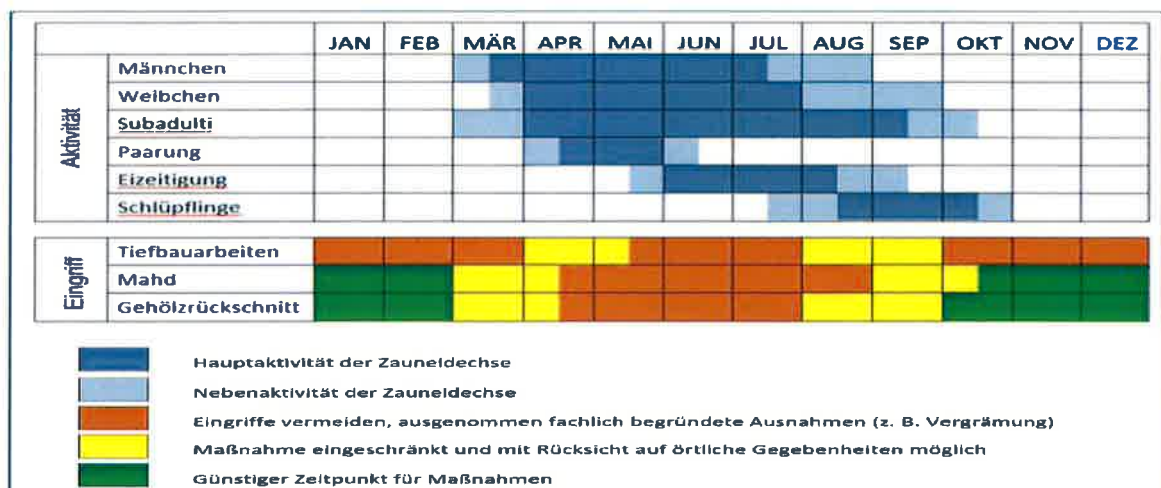 JAN FEB MÄR APR MAI JUN JUL AUG SEP OKT NOV DEZ
Aktivität
Männchen
Weibchen
Subadulti
Paarung
Eizeitigung
Schlüpflinge
Eingriff
Tiefbauarbeiten
Mahd
Gehölzrückschnitt
Hauptaktivität der Zauneidechse
Nebenaktivität der Zauneidechse
Eingriffe vermeiden, ausgenommen fachlich begründete Ausnahmen (z. B. Vergrämung)
Maßnahme eingeschränkt und mit Rücksicht auf örtliche Gegebenheiten möglich
Günstiger Zeitpunkt für Maßnahmen